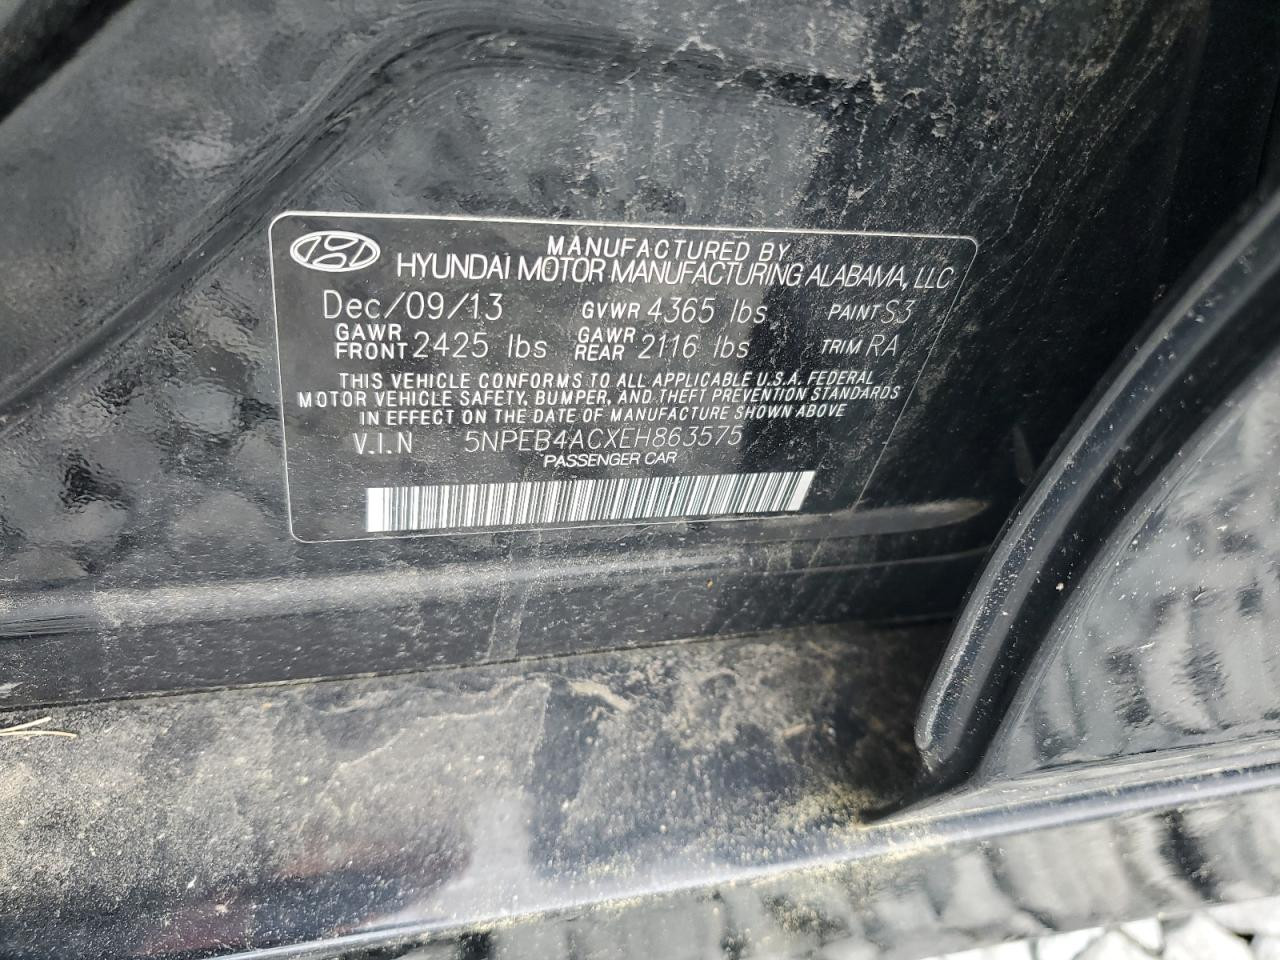 MANUFACTURED BY
HYUNDAI MOTOR MANUFACTURING ALABAMA, LLC
Dec/09/13 GVWR 4365 lbs PAINT S3
GAWR FRONT 2425 lbs GAWR REAR 2116 lbs TRIM RA
THIS VEHICLE CONFORMS TO ALL APPLICABLE U.S.A. FEDERAL
MOTOR VEHICLE SAFETY, BUMPER, AND THEFT PREVENTION STANDARDS
IN EFFECT ON THE DATE OF MANUFACTURE SHOWN ABOVE
V.I.N 5NPEB4ACXEH863575
PASSENGER CAR